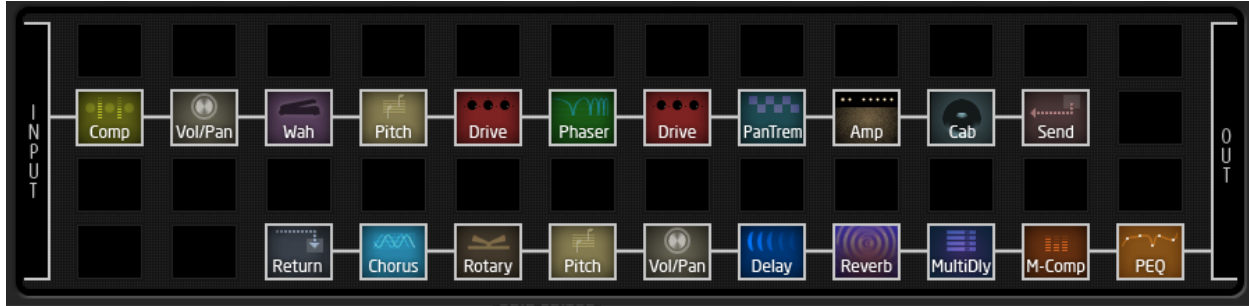 INPUT
Comp Vol/Pan Wah Pitch Drive Phaser Drive PanTrem Amp Cab Send
OUT
Return Chorus Rotary Pitch Vol/Pan Delay Reverb MultiDly M-Comp PEQ